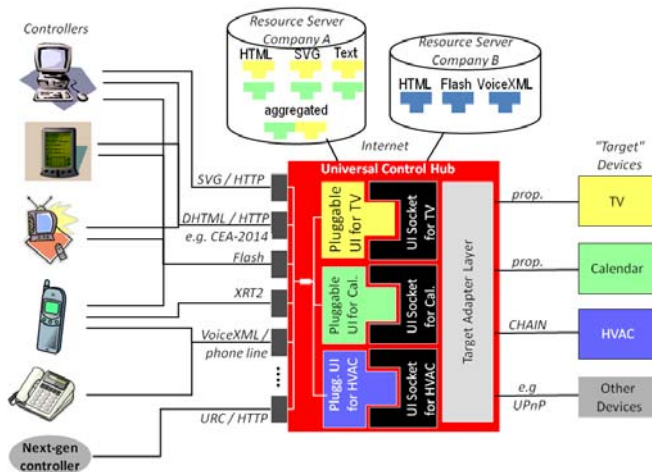 Controllers
Resource Server
Company A
HTML SVG Text
aggregated
Resource Server
Company B
HTML Flash VoiceXML
Internet
"Target"
Devices
Universal Control Hub
SVG / HTTP
DHTML / HTTP
e.g. CEA-2014
Flash
XRT2
VoiceXML /
phone line
.....
URC / HTTP
Next-gen
controller
Pluggable
UI for TV
UI Socket
for TV
Pluggable
UI for Cal.
UI Socket
for Cal.
Plugg. UI
for HVAC
UI Socket
for HVAC
Target Adapter Layer
prop.
TV
prop.
Calendar
CHAIN
HVAC
e.g
UPnP
Other
Devices